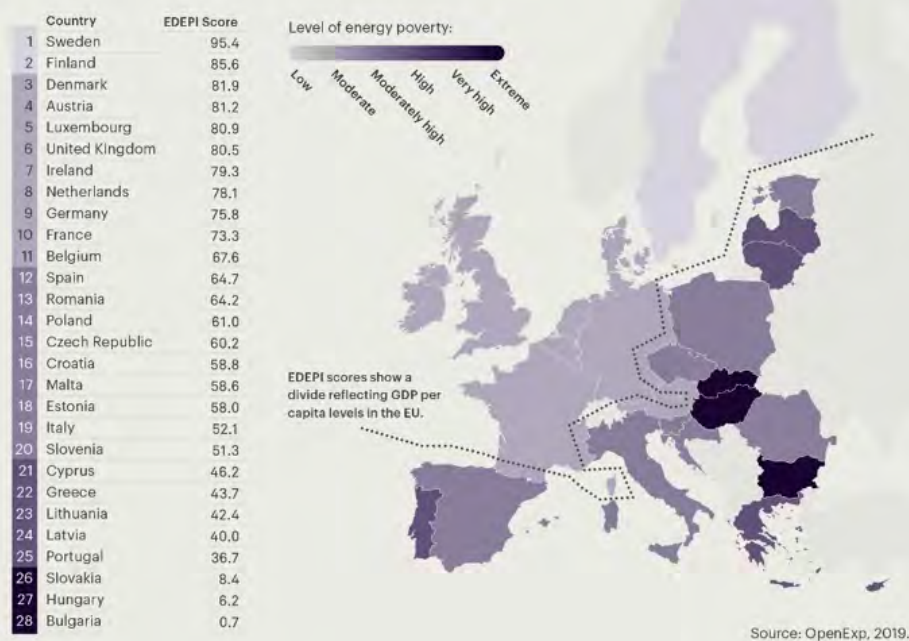 Country EDEPI Score
1 Sweden 95.4
2 Finland 85.6
3 Denmark 81.9
4 Austria 81.2
5 Luxembourg 80.9
6 United Kingdom 80.5
7 Ireland 79.3
8 Netherlands 78.1
9 Germany 75.8
10 France 73.3
11 Belgium 67.6
12 Spain 64.7
13 Romania 64.2
14 Poland 61.0
15 Czech Republic 60.2
16 Croatia 58.8
17 Malta 58.6
18 Estonia 58.0
19 Italy 52.1
20 Slovenia 51.3
21 Cyprus 46.2
22 Greece 43.7
23 Lithuania 42.4
24 Latvia 40.0
25 Portugal 36.7
26 Slovakia 8.4
27 Hungary 6.2
28 Bulgaria 0.7
Level of energy poverty:
Low
Moderate
Moderately high
High
Very high
Extreme
EDEPI scores show a
divide reflecting GDP per
capita levels in the EU.
Source: OpenExp, 2019